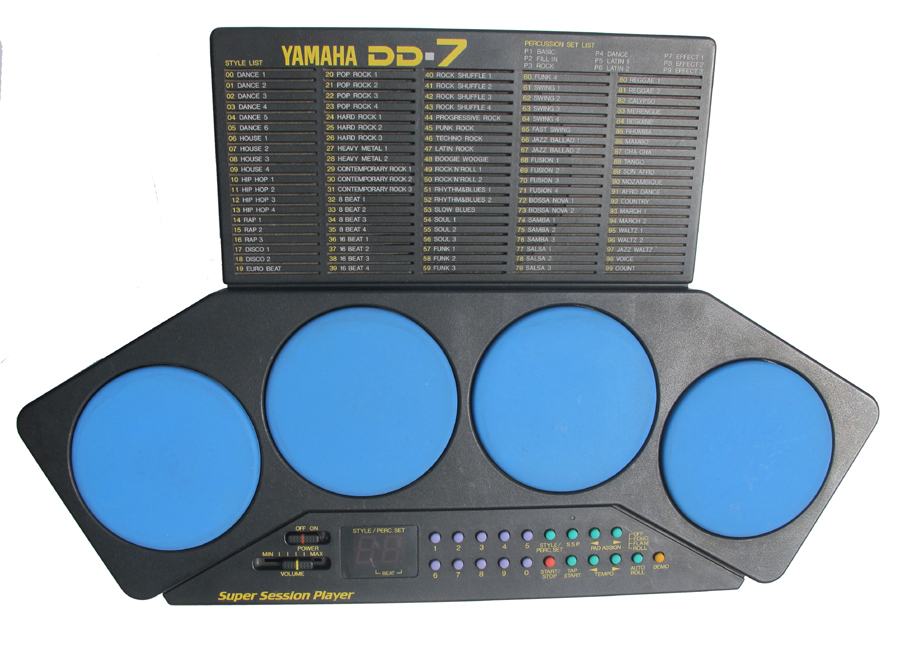 YAMAHA DD-7
PERCUSSION SET LIST
P1 BASIC
P2 FILL IN
P3 ROCK
P4 DANCE
P5 LATIN 1
P6 LATIN 2
P7 EFFECT 1
P8 EFFECT 2
P9 EFFECT 3
STYLE LIST
00 DANCE 1
01 DANCE 2
02 DANCE 3
03 DANCE 4
04 DANCE 5
05 DANCE 6
06 HOUSE 1
07 HOUSE 2
08 HOUSE 3
09 HOUSE 4
10 HIP HOP 1
11 HIP HOP 2
12 HIP HOP 3
13 HIP HOP 4
14 RAP 1
15 RAP 2
16 RAP 3
17 DISCO 1
18 DISCO 2
19 EURO BEAT
20 POP ROCK 1
21 POP ROCK 2
22 POP ROCK 3
23 POP ROCK 4
24 HARD ROCK 1
25 HARD ROCK 2
26 HARD ROCK 3
27 HEAVY METAL 1
28 HEAVY METAL 2
29 CONTEMPORARY ROCK 1
30 CONTEMPORARY ROCK 2
31 CONTEMPORARY ROCK 3
32 8 BEAT 1
33 8 BEAT 2
34 8 BEAT 3
35 8 BEAT 4
36 16 BEAT 1
37 16 BEAT 2
38 16 BEAT 3
39 16 BEAT 4
40 ROCK SHUFFLE 1
41 ROCK SHUFFLE 2
42 ROCK SHUFFLE 3
43 ROCK SHUFFLE 4
44 PROGRESSIVE ROCK
45 PUNK ROCK
46 TECHNO ROCK
47 LATIN ROCK
48 BOOGIE WOOGIE
49 ROCK'N'ROLL 1
50 ROCK'N'ROLL 2
51 RHYTHM&BLUES 1
52 RHYTHM&BLUES 2
53 SLOW BLUES
54 SOUL 1
55 SOUL 2
56 SOUL 3
57 FUNK 1
58 FUNK 2
59 FUNK 3
60 FUNK 4
61 SWING 1
62 SWING 2
63 SWING 3
64 SWING 4
65 FAST SWING
66 JAZZ BALLAD 1
67 JAZZ BALLAD 2
68 FUSION 1
69 FUSION 2
70 FUSION 3
71 FUSION 4
72 BOSSA NOVA 1
73 BOSSA NOVA 2
74 SAMBA 1
75 SAMBA 2
76 SAMBA 3
77 SALSA 1
78 SALSA 2
79 SALSA 3
80 REGGAE 1
81 REGGAE 2
82 CALYPSO
83 MERENGUE
84 BEGUINE
85 RHUMBA
86 MAMBO
87 CHA CHA
88 TANGO
89 SON AFRO
90 MOZAMBIQUE
91 AFRO DANCE
92 COUNTRY
93 MARCH 1
94 MARCH 2
95 WALTZ 1
96 WALTZ 2
97 JAZZ WALTZ
98 VOICE
99 COUNT
OFF ON
POWER
MIN MAX
VOLUME
STYLE / PERC. SET
BEAT
1 2 3 4 5
6 7 8 9 0
STYLE/
PERC. SET
S.S.P.
PAD ASSIGN
START/
STOP
TAP
START
TEMPO
AUTO
ROLL
DEMO
Super Session Player